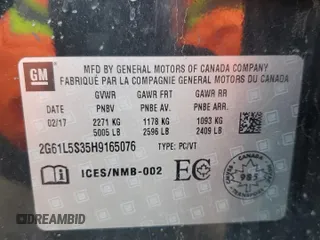 GM
MFD BY GENERAL MOTORS OF CANADA COMPANY
FABRIQUÉ PAR LA COMPAGNIE GENERAL MOTORS DU CANADA
GVWR GAWR FRT GAWR RR
PNBV PNBE AV. PNBE ARR.
02/17 2271 KG 1178 KG 1093 KG
5005 LB 2596 LB 2409 LB
2G61L5S35H9165076 TYPE: PC/VT
ICES/NMB-002 EC
CANADA
985
DREAMBID